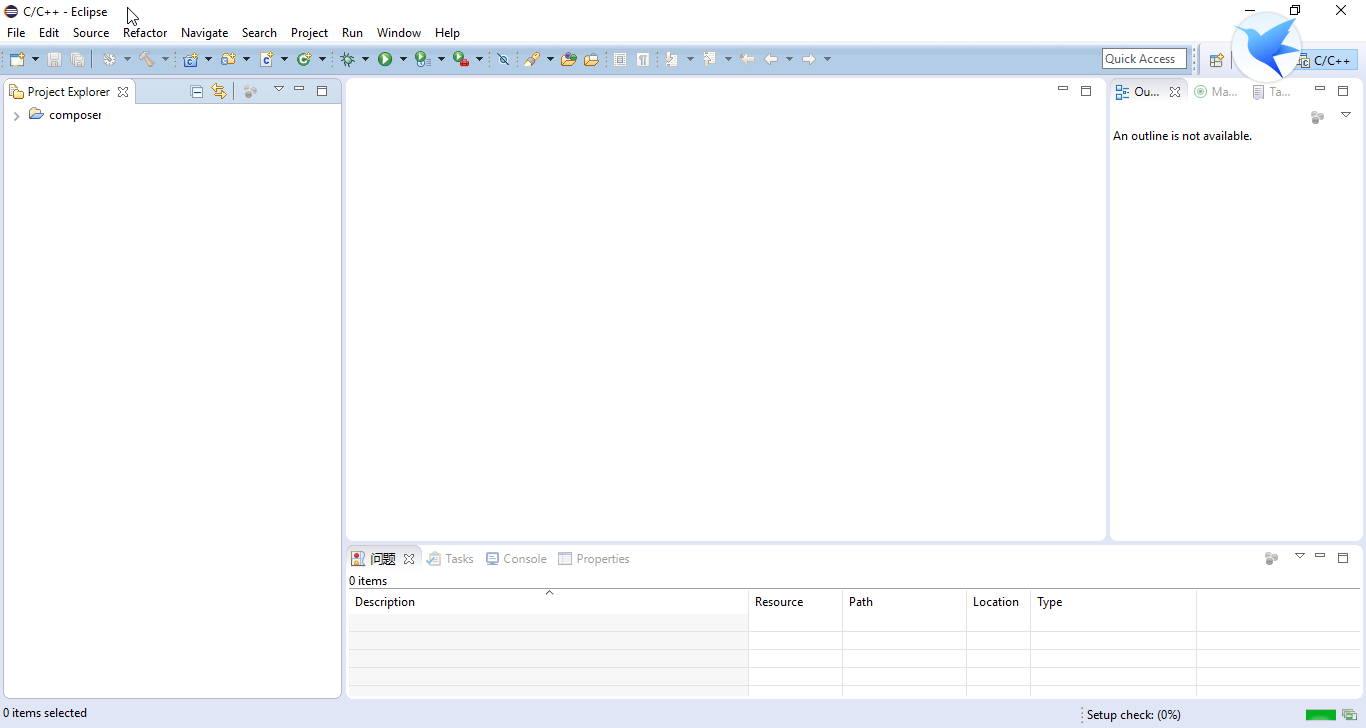 C/C++ - Eclipse
File Edit Source Refactor Navigate Search Project Run Window Help
Quick Access
C/C++
Project Explorer
composer
Ou... Ma... Ta...
An outline is not available.
问题 Tasks Console Properties
0 items
Description Resource Path Location Type
0 items selected
Setup check: (0%)